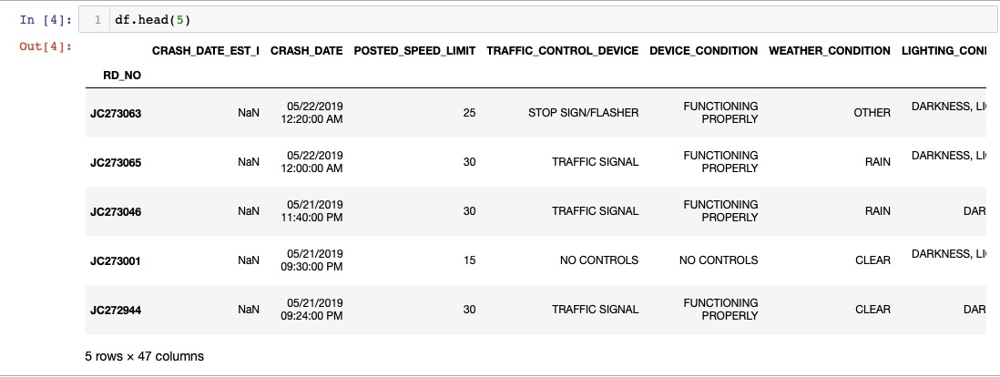 In [4]: 1 df.head(5)
Out[4]:
CRASH_DATE_EST_I CRASH_DATE POSTED_SPEED_LIMIT TRAFFIC_CONTROL_DEVICE DEVICE_CONDITION WEATHER_CONDITION LIGHTING_CONI
RD_NO
JC273063 NaN 05/22/2019 12:20:00 AM 25 STOP SIGN/FLASHER FUNCTIONING PROPERLY OTHER DARKNESS, LI
JC273065 NaN 05/22/2019 12:00:00 AM 30 TRAFFIC SIGNAL FUNCTIONING PROPERLY RAIN DARKNESS, LI
JC273046 NaN 05/21/2019 11:40:00 PM 30 TRAFFIC SIGNAL FUNCTIONING PROPERLY RAIN DAR
JC273001 NaN 05/21/2019 09:30:00 PM 15 NO CONTROLS NO CONTROLS CLEAR DARKNESS, LI
JC272944 NaN 05/21/2019 09:24:00 PM 30 TRAFFIC SIGNAL FUNCTIONING PROPERLY CLEAR DAR
5 rows × 47 columns